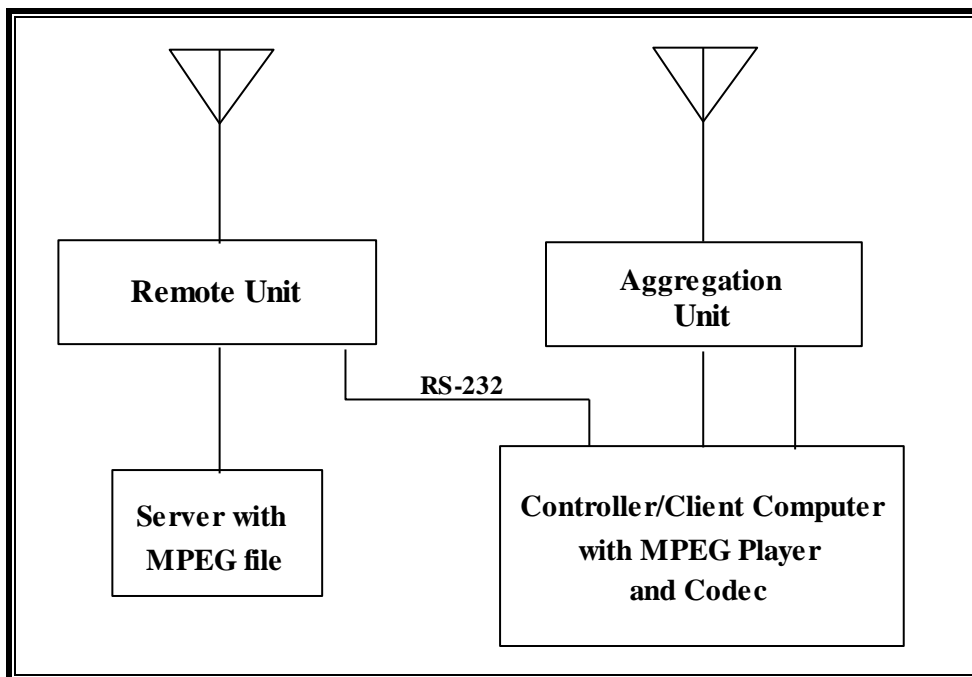 Remote Unit
Aggregation
Unit
RS-232
Server with
MPEG file
Controller/Client Computer
with MPEG Player
and Codec